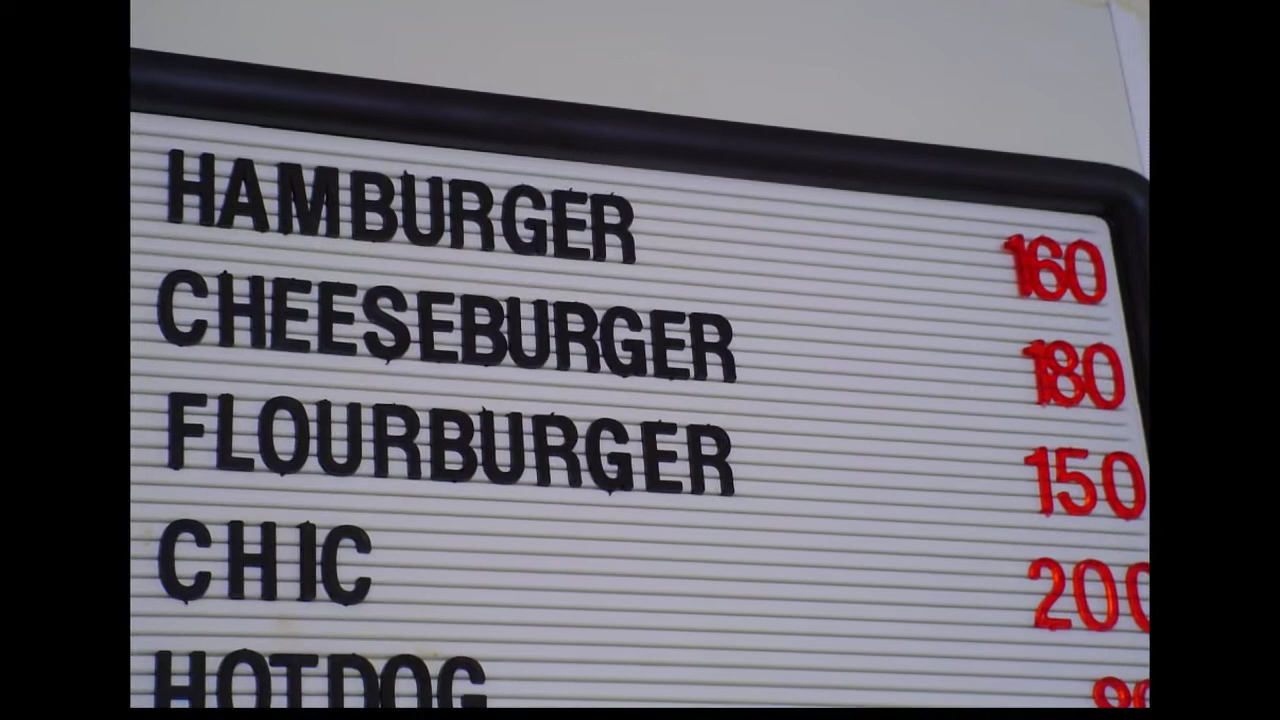 HAMBURGER 160
CHEESEBURGER 180
FLOURBURGER 150
CHIC 200
HOTDOG